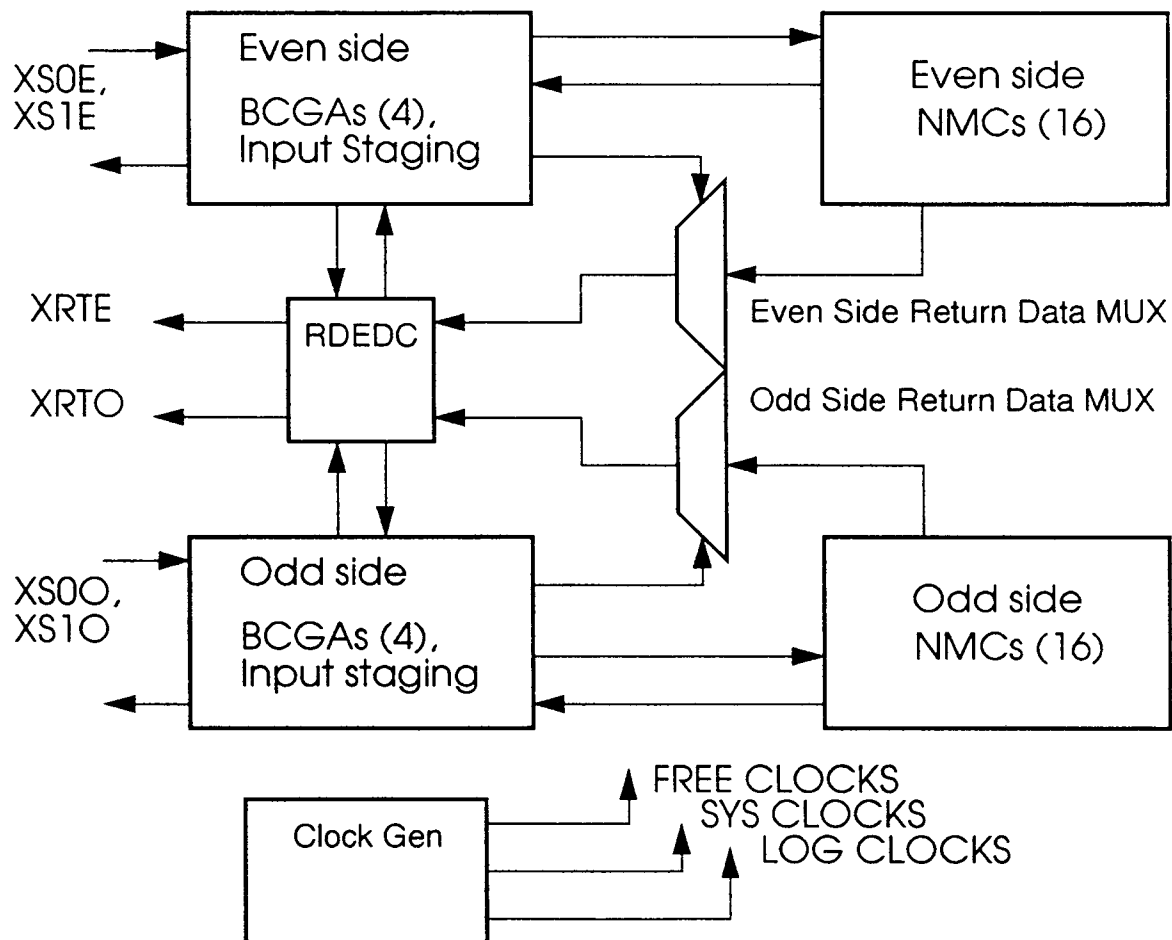 Even side
BCGAs (4),
Input Staging
XS0E,
XS1E
Even side
NMCs (16)
XRTE
RDEDC
Even Side Return Data MUX
XRTO
Odd Side Return Data MUX
Odd side
BCGAs (4),
Input staging
XS0O,
XS1O
Odd side
NMCs (16)
Clock Gen
FREE CLOCKS
SYS CLOCKS
LOG CLOCKS